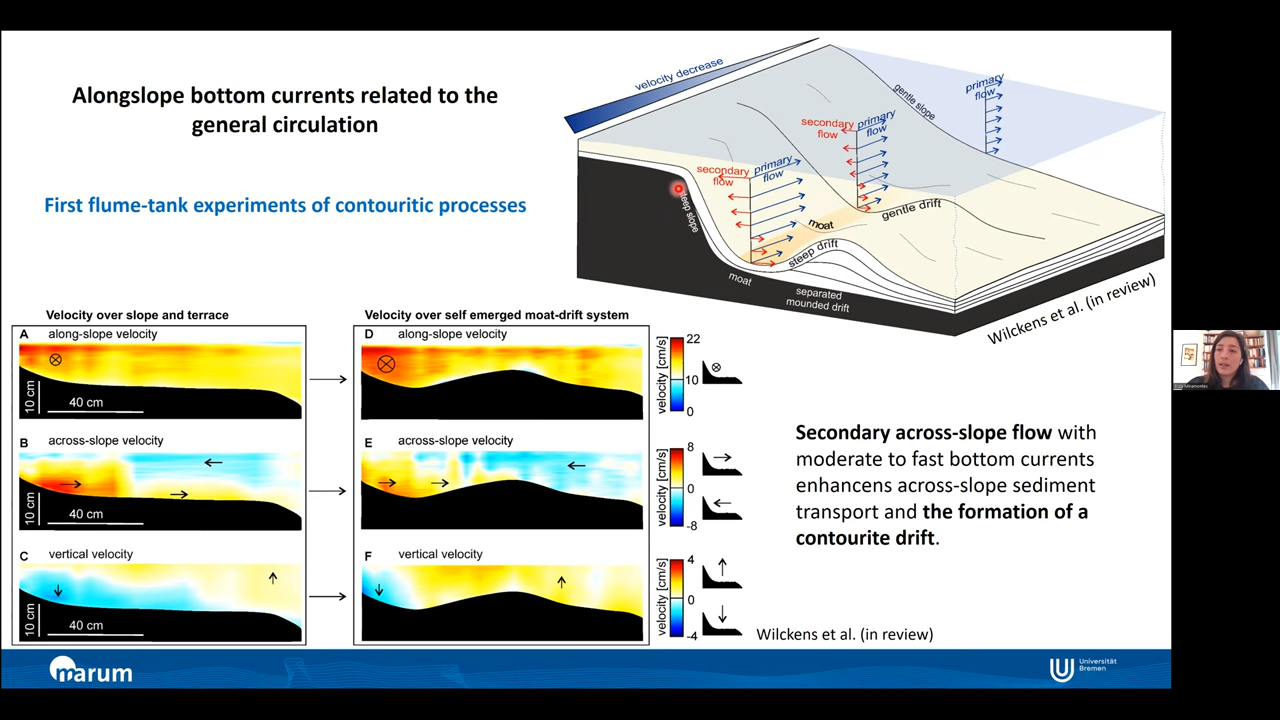 Alongslope bottom currents related to the
general circulation
First flume-tank experiments of contouritic processes
velocity decrease
gentle slope
primary
flow
secondary
flow
primary
flow
secondary
flow
primary
flow
steep slope
moat
gentle drift
steep drift
moat
separated
mounded drift
Wilckens et al. (in review)
Velocity over slope and terrace
A along-slope velocity
10 cm
40 cm
B across-slope velocity
10 cm
40 cm
C vertical velocity
10 cm
40 cm
Velocity over self emerged moat-drift system
D along-slope velocity
E across-slope velocity
F vertical velocity
velocity [cm/s]
22
10
0
velocity [cm/s]
8
0
-8
velocity [cm/s]
4
0
-4
Secondary across-slope flow with
moderate to fast bottom currents
enhancens across-slope sediment
transport and the formation of a
contourite drift.
Wilckens et al. (in review)
marum
Universität
Bremen